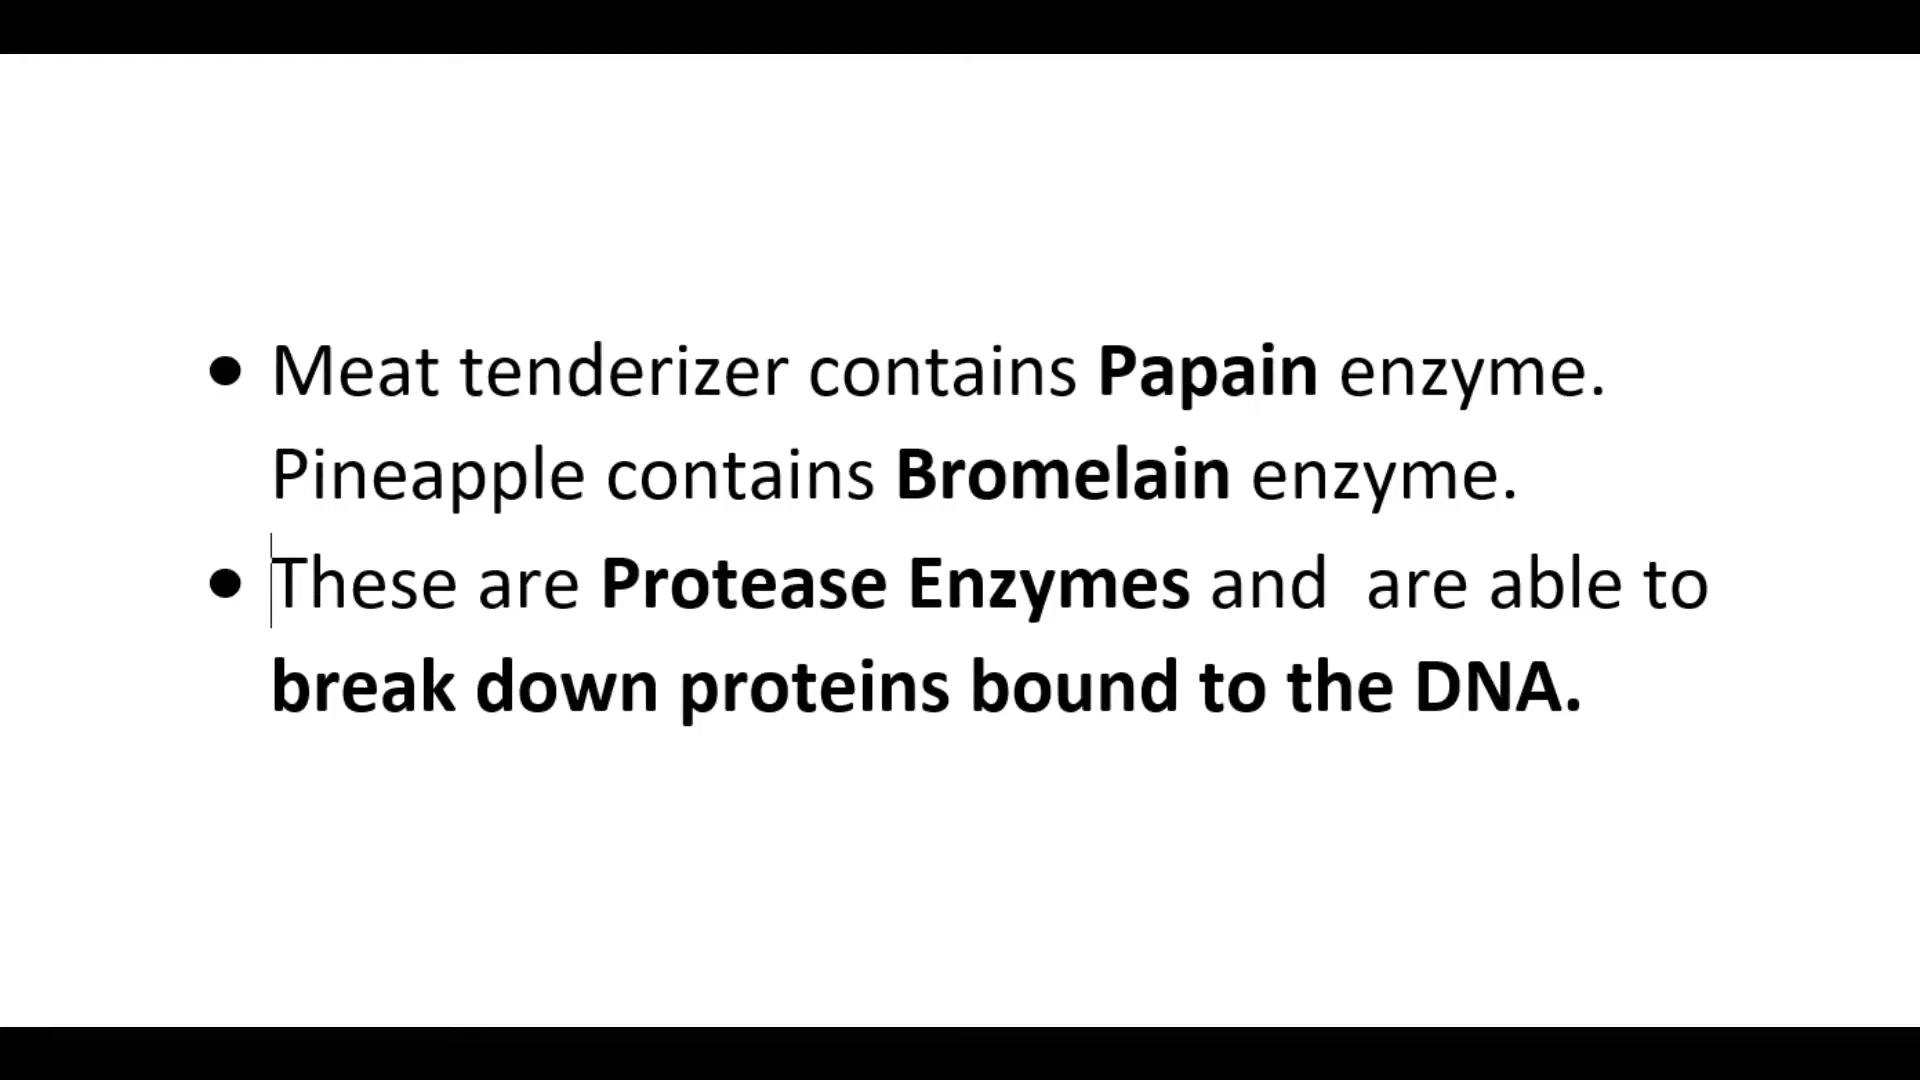 • Meat tenderizer contains Papain enzyme.
Pineapple contains Bromelain enzyme.
• These are Protease Enzymes and  are able to
break down proteins bound to the DNA.